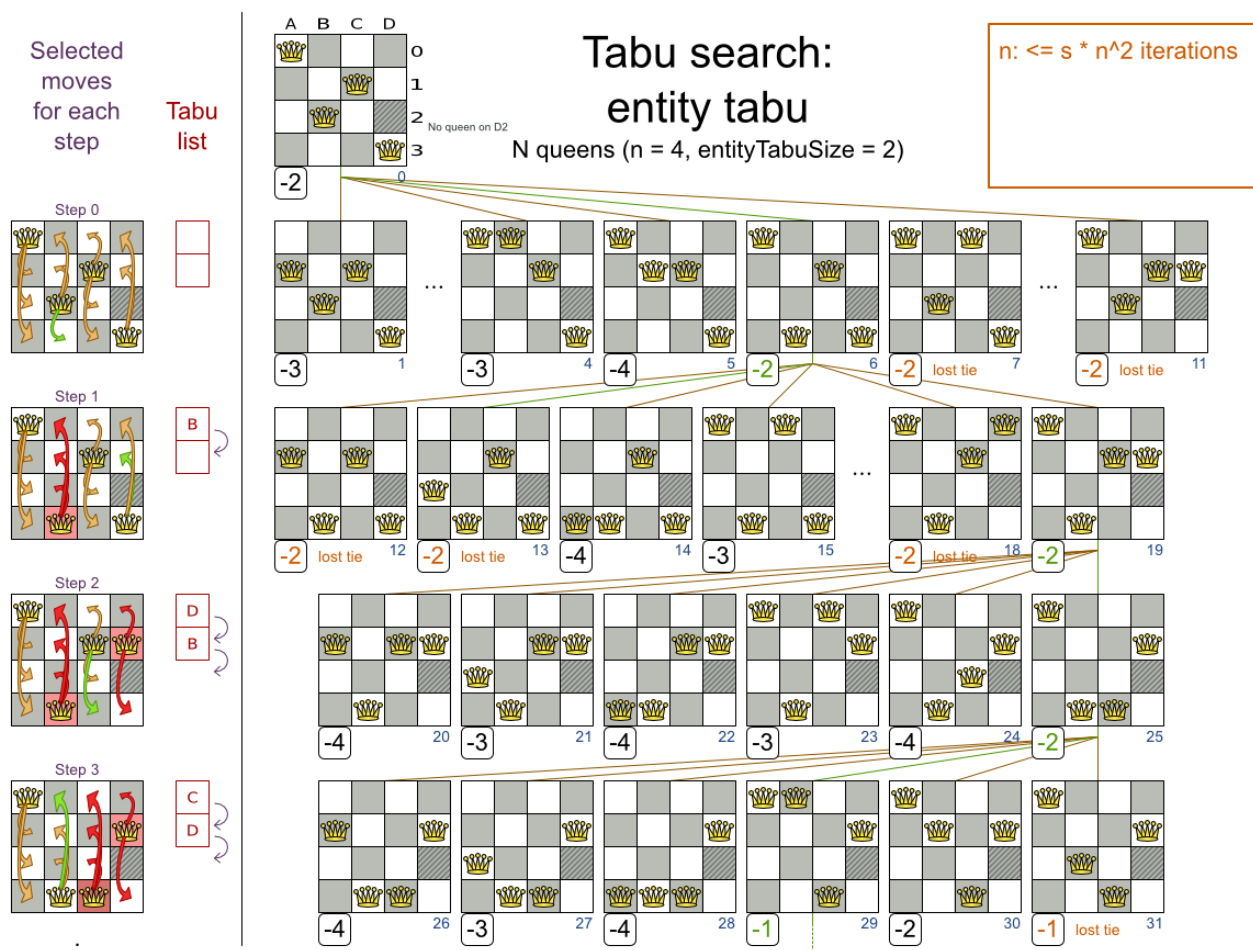 Selected
moves
for each
step
Tabu
list
A B C D
0
1
2
3
No queen on D2
-2
0
Tabu search:
entity tabu
N queens (n = 4, entityTabuSize = 2)
n: <= s * n^2 iterations
Step 0
...
...
-3 1
-3 4
-4 5
-2 6
-2 lost tie 7
-2 lost tie 11
Step 1
B
...
-2 lost tie 12
-2 lost tie 13
-4 14
-3 15
-2 lost tie 18
-2 19
Step 2
D
B
-4 20
-3 21
-4 22
-3 23
-4 24
-2 25
Step 3
C
D
-4 26
-3 27
-4 28
-1 29
-2 30
-1 lost tie 31
.